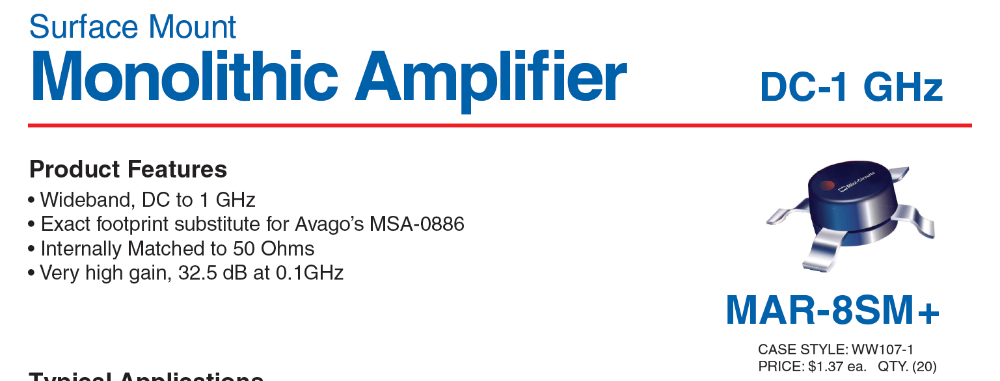 Surface Mount
Monolithic Amplifier
DC-1 GHz
Product Features
• Wideband, DC to 1 GHz
• Exact footprint substitute for Avago’s MSA-0886
• Internally Matched to 50 Ohms
• Very high gain, 32.5 dB at 0.1GHz
Mini-Circuits
MAR-8SM+
CASE STYLE: WW107-1
PRICE: $1.37 ea. QTY. (20)
Typical Applications